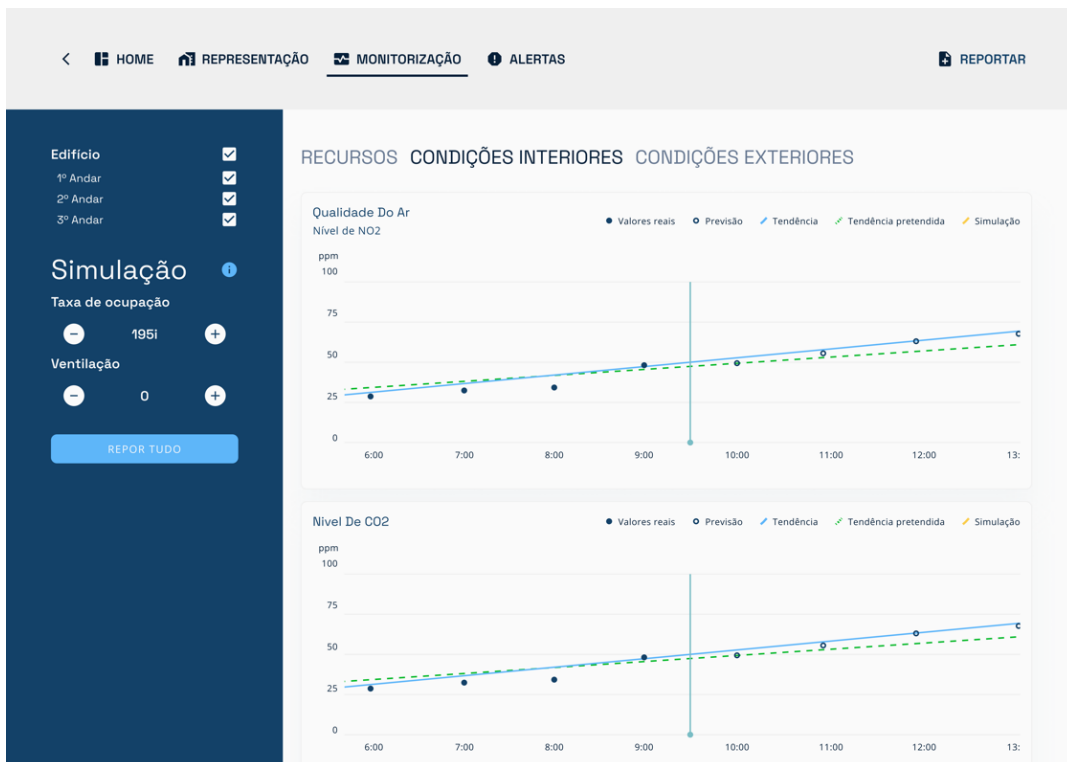 HOME REPRESENTAÇÃO MONITORIZAÇÃO ALERTAS REPORTAR
Edifício
1º Andar
2º Andar
3º Andar
Simulação
Taxa de ocupação
195i
Ventilação
0
REPOR TUDO
RECURSOS CONDIÇÕES INTERIORES CONDIÇÕES EXTERIORES
Qualidade Do Ar
Nível de NO2
Valores reais Previsão Tendência Tendência pretendida Simulação
ppm
100
75
50
25
0
6:00 7:00 8:00 9:00 10:00 11:00 12:00 13:
Nivel De CO2
Valores reais Previsão Tendência Tendência pretendida Simulação
ppm
100
75
50
25
0
6:00 7:00 8:00 9:00 10:00 11:00 12:00 13: